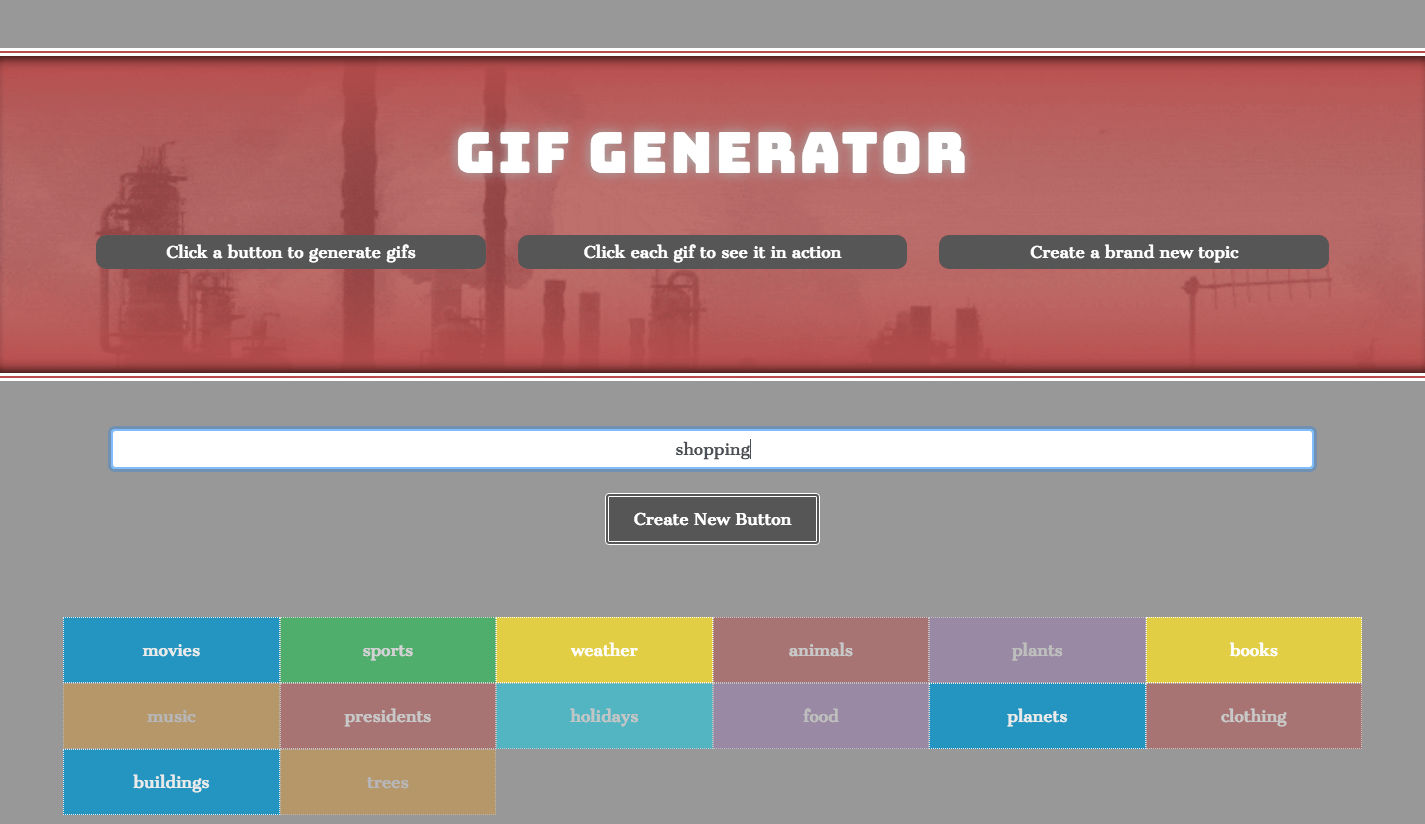 GIF GENERATOR
Click a button to generate gifs
Click each gif to see it in action
Create a brand new topic
shopping
Create New Button
movies sports weather animals plants books
music presidents holidays food planets clothing
buildings trees